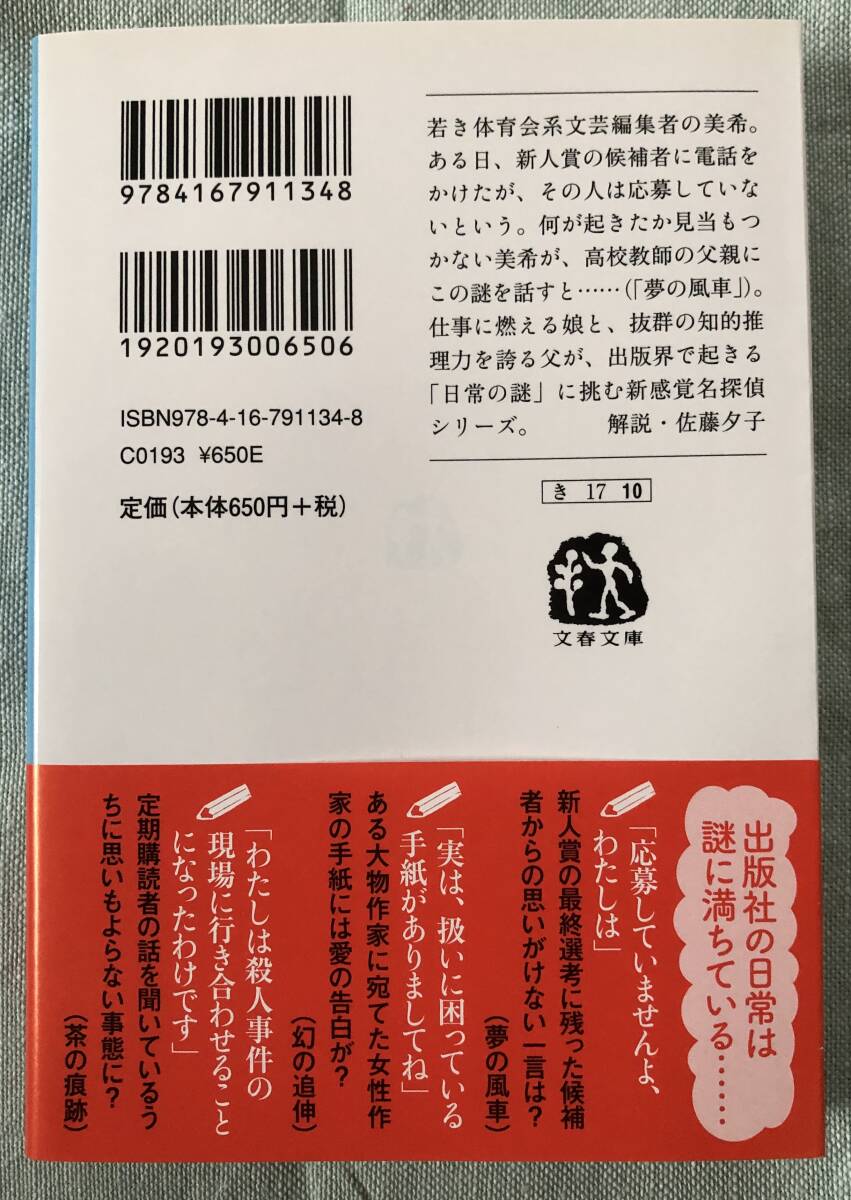 9784167911348
1920193006506
ISBN978-4-16-791134-8
C0193 ¥650E
定価(本体650円+税)
若き体育会系文芸編集者の美希。
ある日、新人賞の候補者に電話を
かけたが、その人は応募していな
いという。何が起きたか見当もつ
かない美希が、高校教師の父親に
この謎を話すと……(「夢の風車」)。
仕事に燃える娘と、抜群の知的推
理力を誇る父が、出版界で起きる
「日常の謎」に挑む新感覚名探偵
シリーズ。 解説・佐藤夕子
き 17 10
文春文庫
出版社の日常は
謎に満ちている……
「応募していませんよ、
わたしは」
新人賞の最終選考に残った候補
者からの思いがけない一言は?
(夢の風車)
「実は、扱いに困っている
手紙がありましてね」
ある大物作家に宛てた女性作
家の手紙には愛の告白が?
(幻の追伸)
「わたしは殺人事件の
現場に行き合わせること
になったわけです」
定期購読者の話を聞いているう
ちに思いもよらない事態に?
(茶の痕跡)